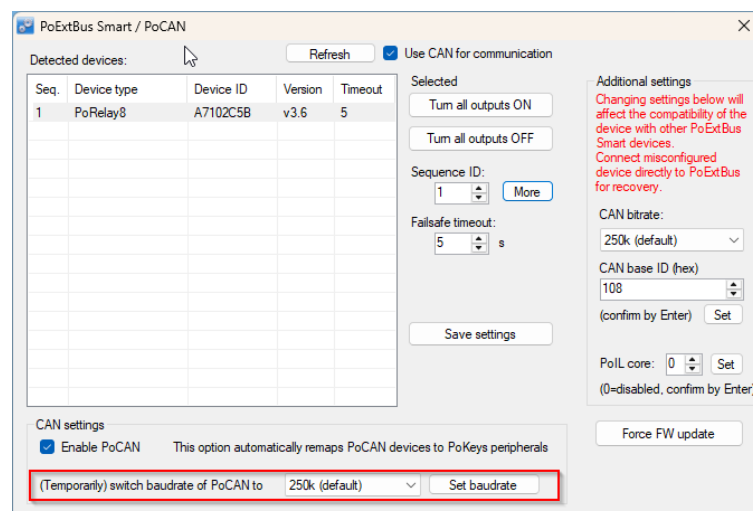 PoExtBus Smart / PoCAN
Detected devices:
Refresh
Use CAN for communication
Seq. Device type Device ID Version Timeout
1 PoRelay8 A7102C5B v3.6 5
Selected
Turn all outputs ON
Turn all outputs OFF
Sequence ID:
1 More
Failsafe timeout:
5 s
Save settings
Additional settings
Changing settings below will
affect the compatibility of the
device with other PoExtBus
Smart devices.
Connect misconfigured
device directly to PoExtBus
for recovery.
CAN bitrate:
250k (default)
CAN base ID (hex)
108
(confirm by Enter) Set
PoIL core: 0 Set
(0=disabled, confirm by Enter)
Force FW update
CAN settings
Enable PoCAN This option automatically remaps PoCAN devices to PoKeys peripherals
(Temporarily) switch baudrate of PoCAN to 250k (default) Set baudrate